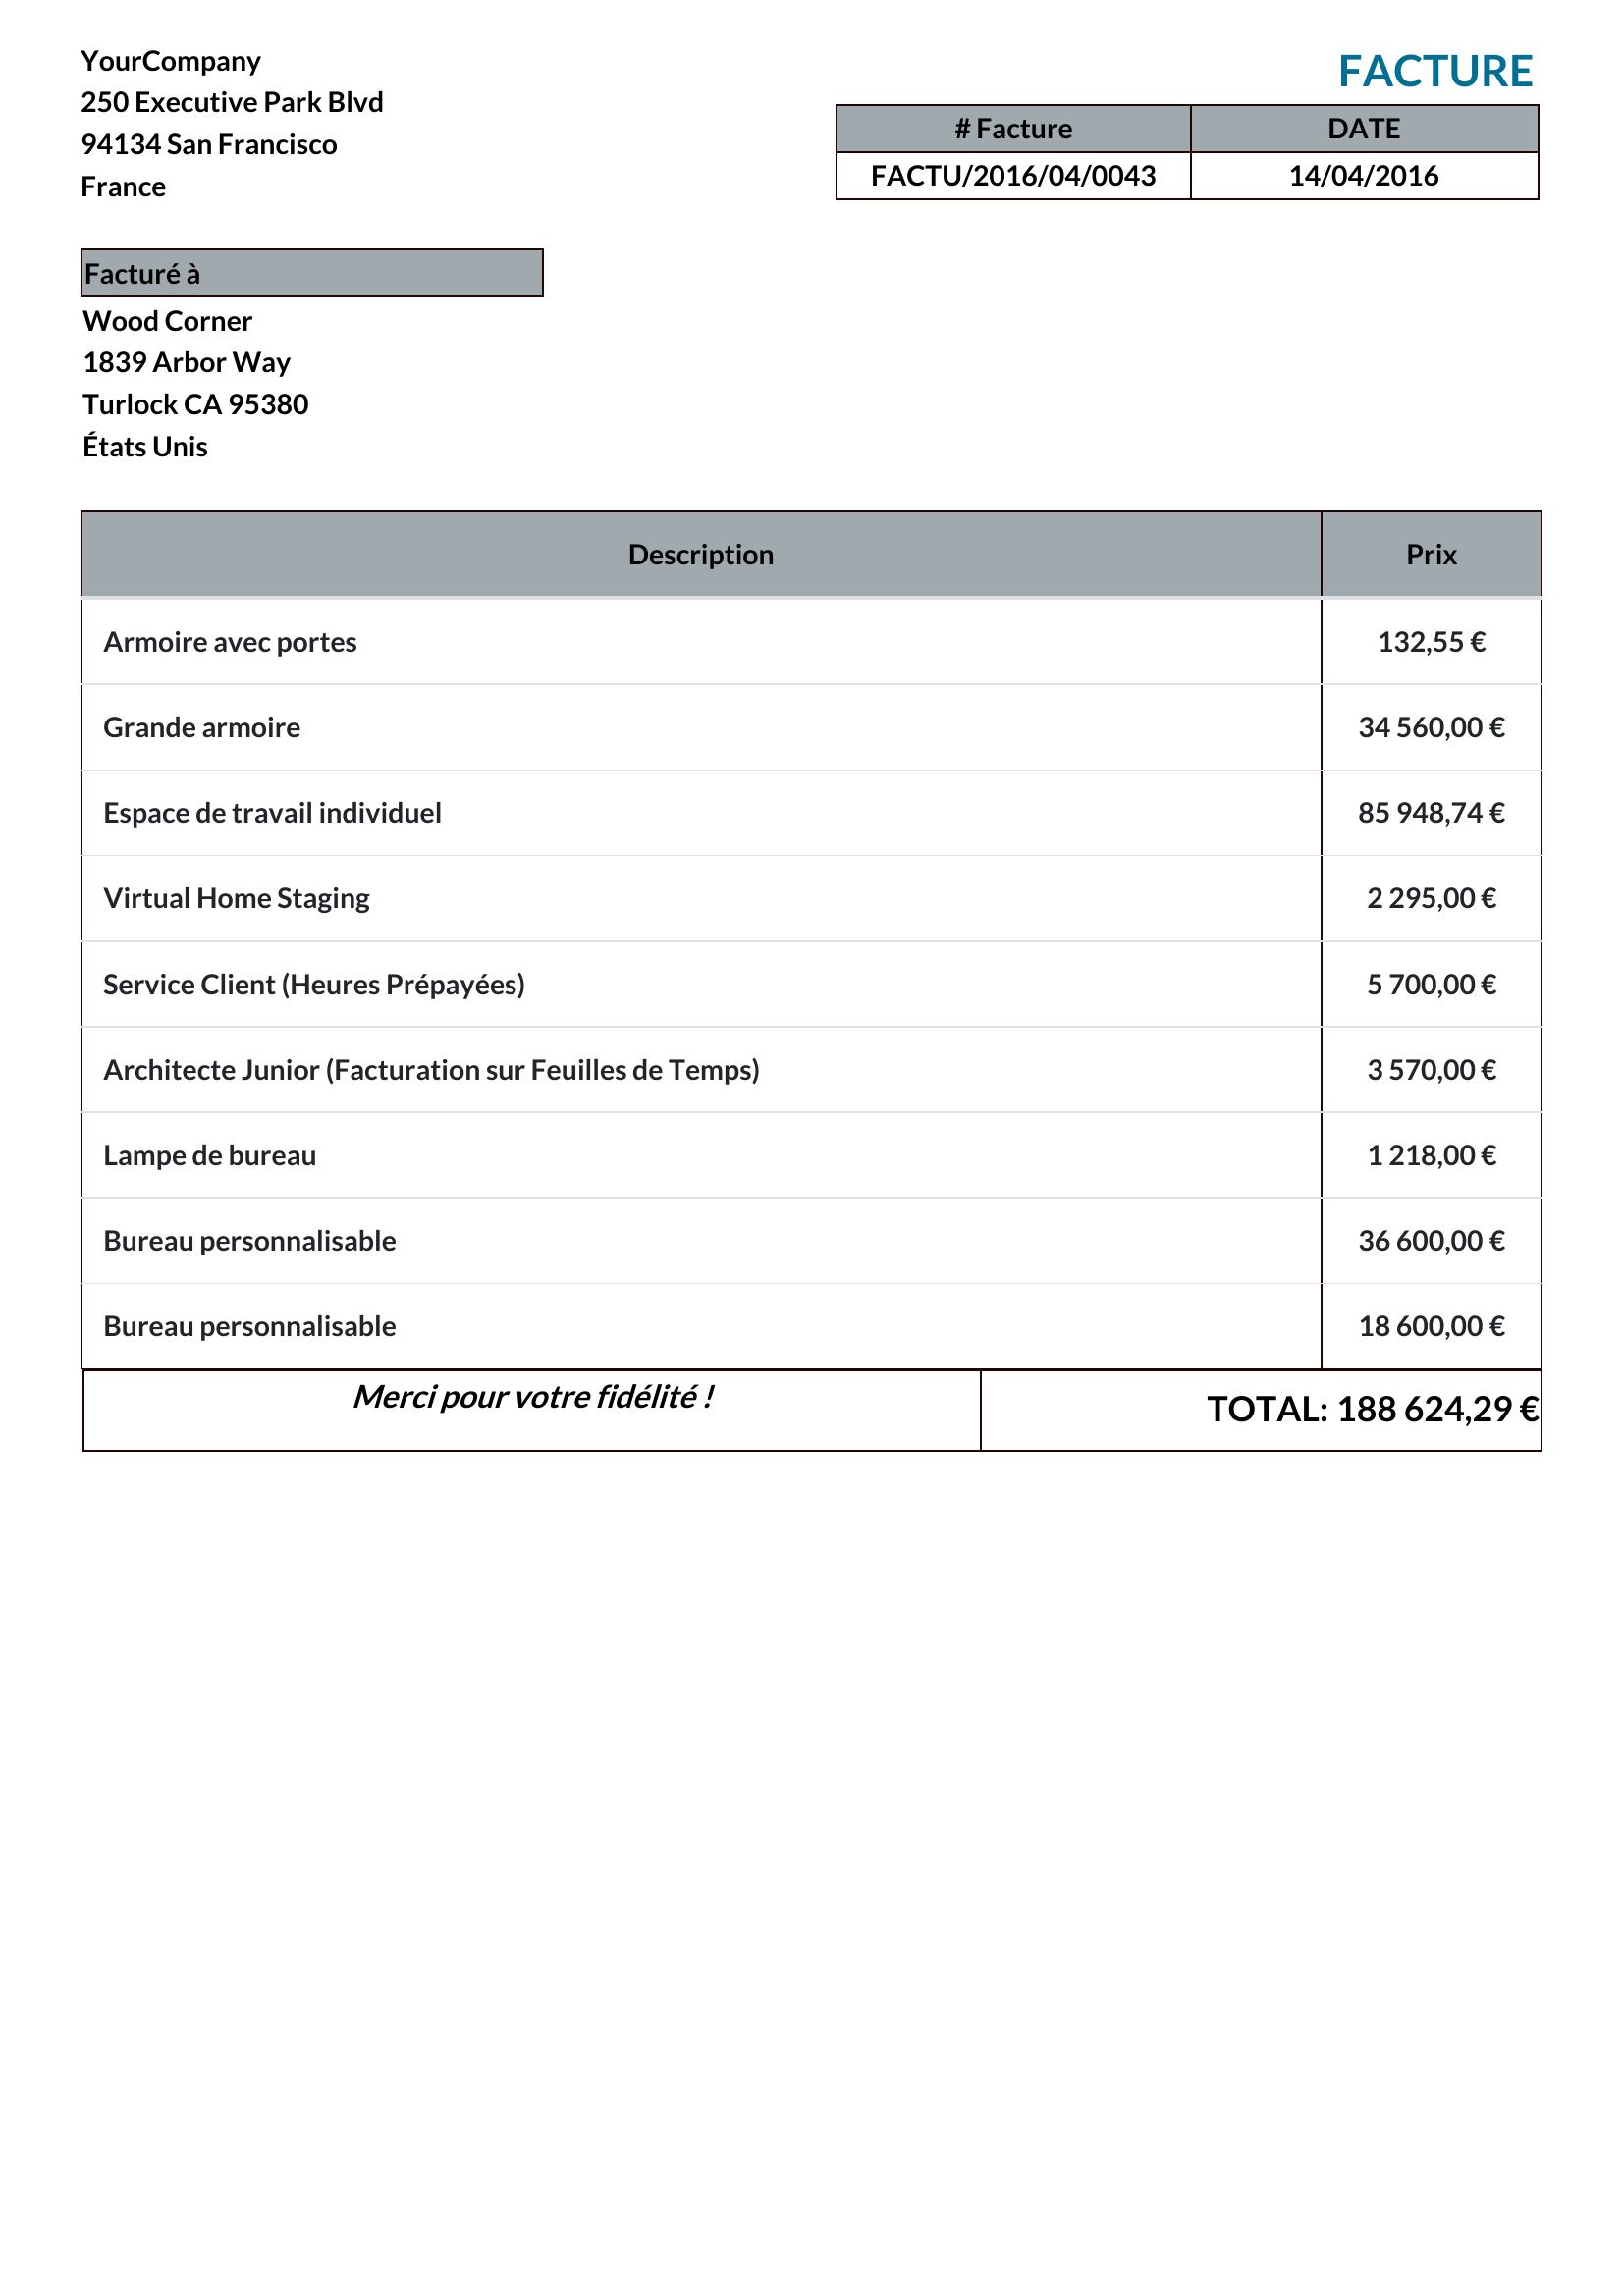 YourCompany
250 Executive Park Blvd
94134 San Francisco
France
FACTURE
# Facture DATE
FACTU/2016/04/0043 14/04/2016
Facturé à
Wood Corner
1839 Arbor Way
Turlock CA 95380
États Unis
Description Prix
Armoire avec portes 132,55 €
Grande armoire 34 560,00 €
Espace de travail individuel 85 948,74 €
Virtual Home Staging 2 295,00 €
Service Client (Heures Prépayées) 5 700,00 €
Architecte Junior (Facturation sur Feuilles de Temps) 3 570,00 €
Lampe de bureau 1 218,00 €
Bureau personnalisable 36 600,00 €
Bureau personnalisable 18 600,00 €
Merci pour votre fidélité ! TOTAL: 188 624,29 €